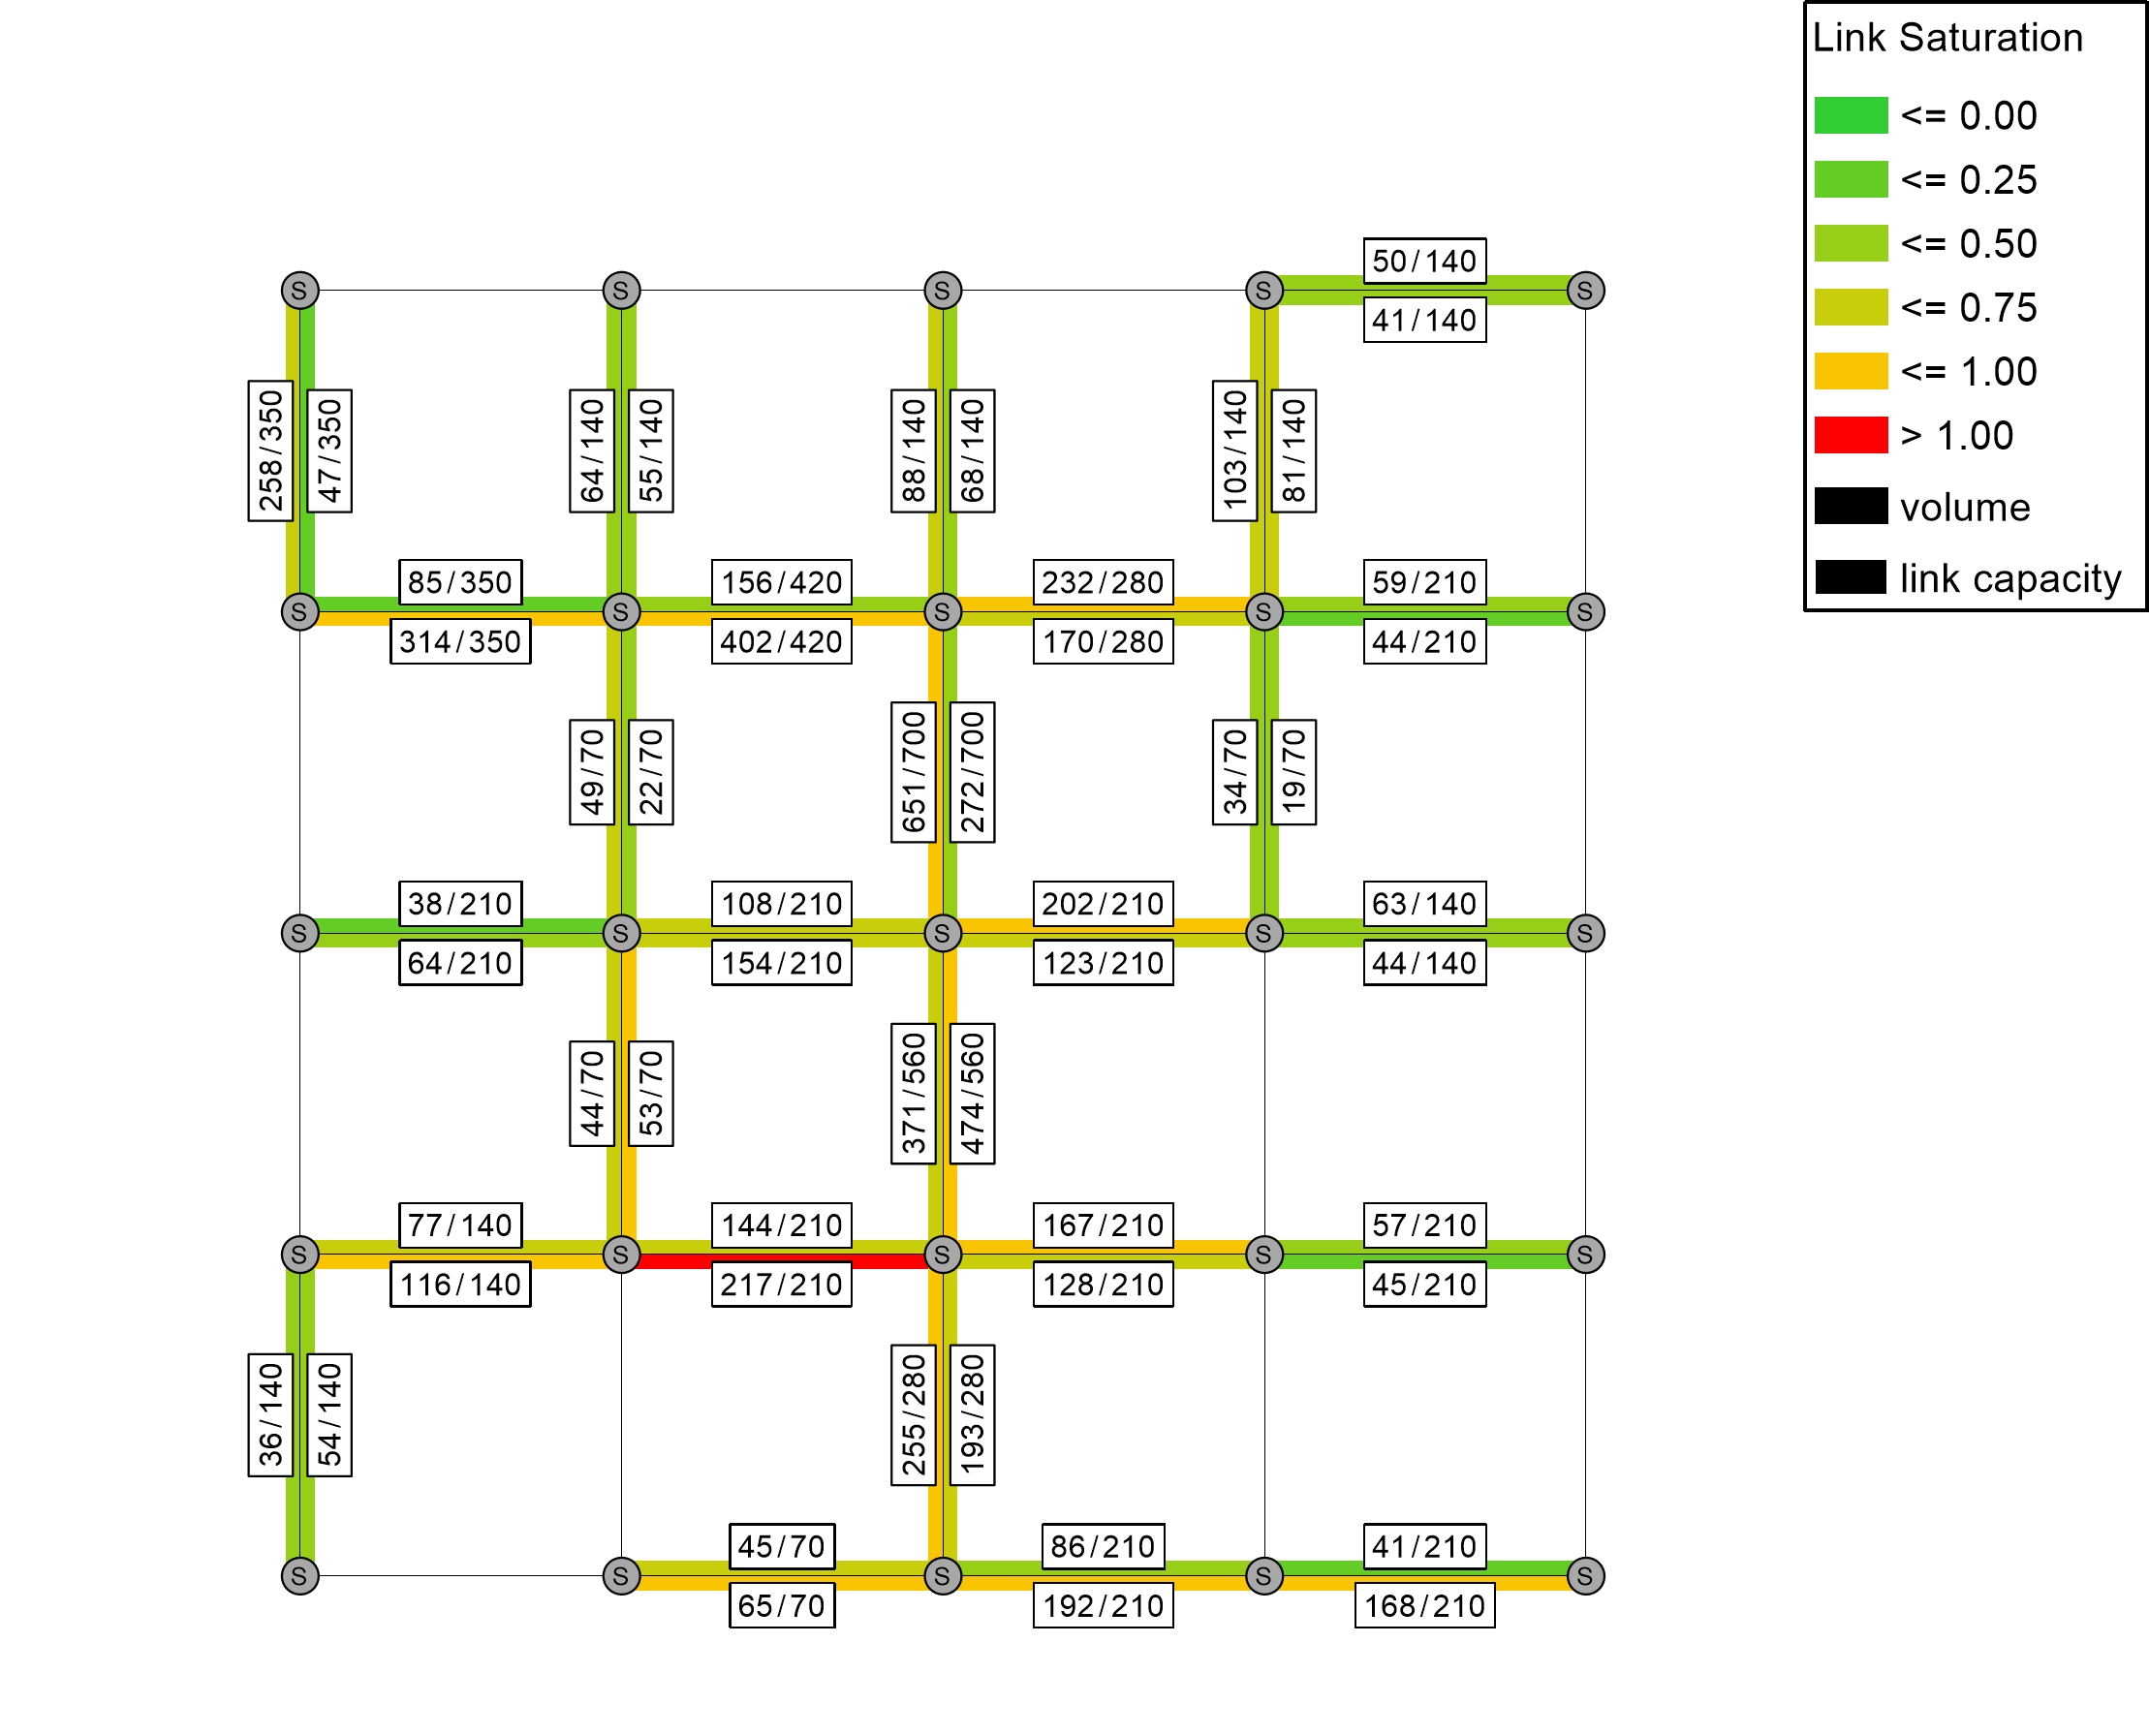 Link Saturation
<= 0.00
<= 0.25
<= 0.50
<= 0.75
<= 1.00
> 1.00
volume
link capacity
50/140
S
S
S
S
S
41/140
258/350
47/350
64/140
55/140
88/140
68/140
103/140
81/140
85/350
156/420
232/280
59/210
S
S
S
S
S
314/350
402/420
170/280
44/210
49/70
22/70
651/700
272/700
34/70
19/70
38/210
108/210
202/210
63/140
S
S
S
S
S
64/210
154/210
123/210
44/140
44/70
53/70
371/560
474/560
77/140
144/210
167/210
57/210
S
S
S
S
S
116/140
217/210
128/210
45/210
36/140
54/140
255/280
193/280
45/70
86/210
41/210
S
S
S
S
S
65/70
192/210
168/210